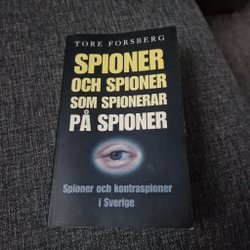 TORE FORSBERG
SPIONER
OCH SPIONER
SOM SPIONERAR
PÅ SPIONER
Spioner och kontraspioner
i Sverige